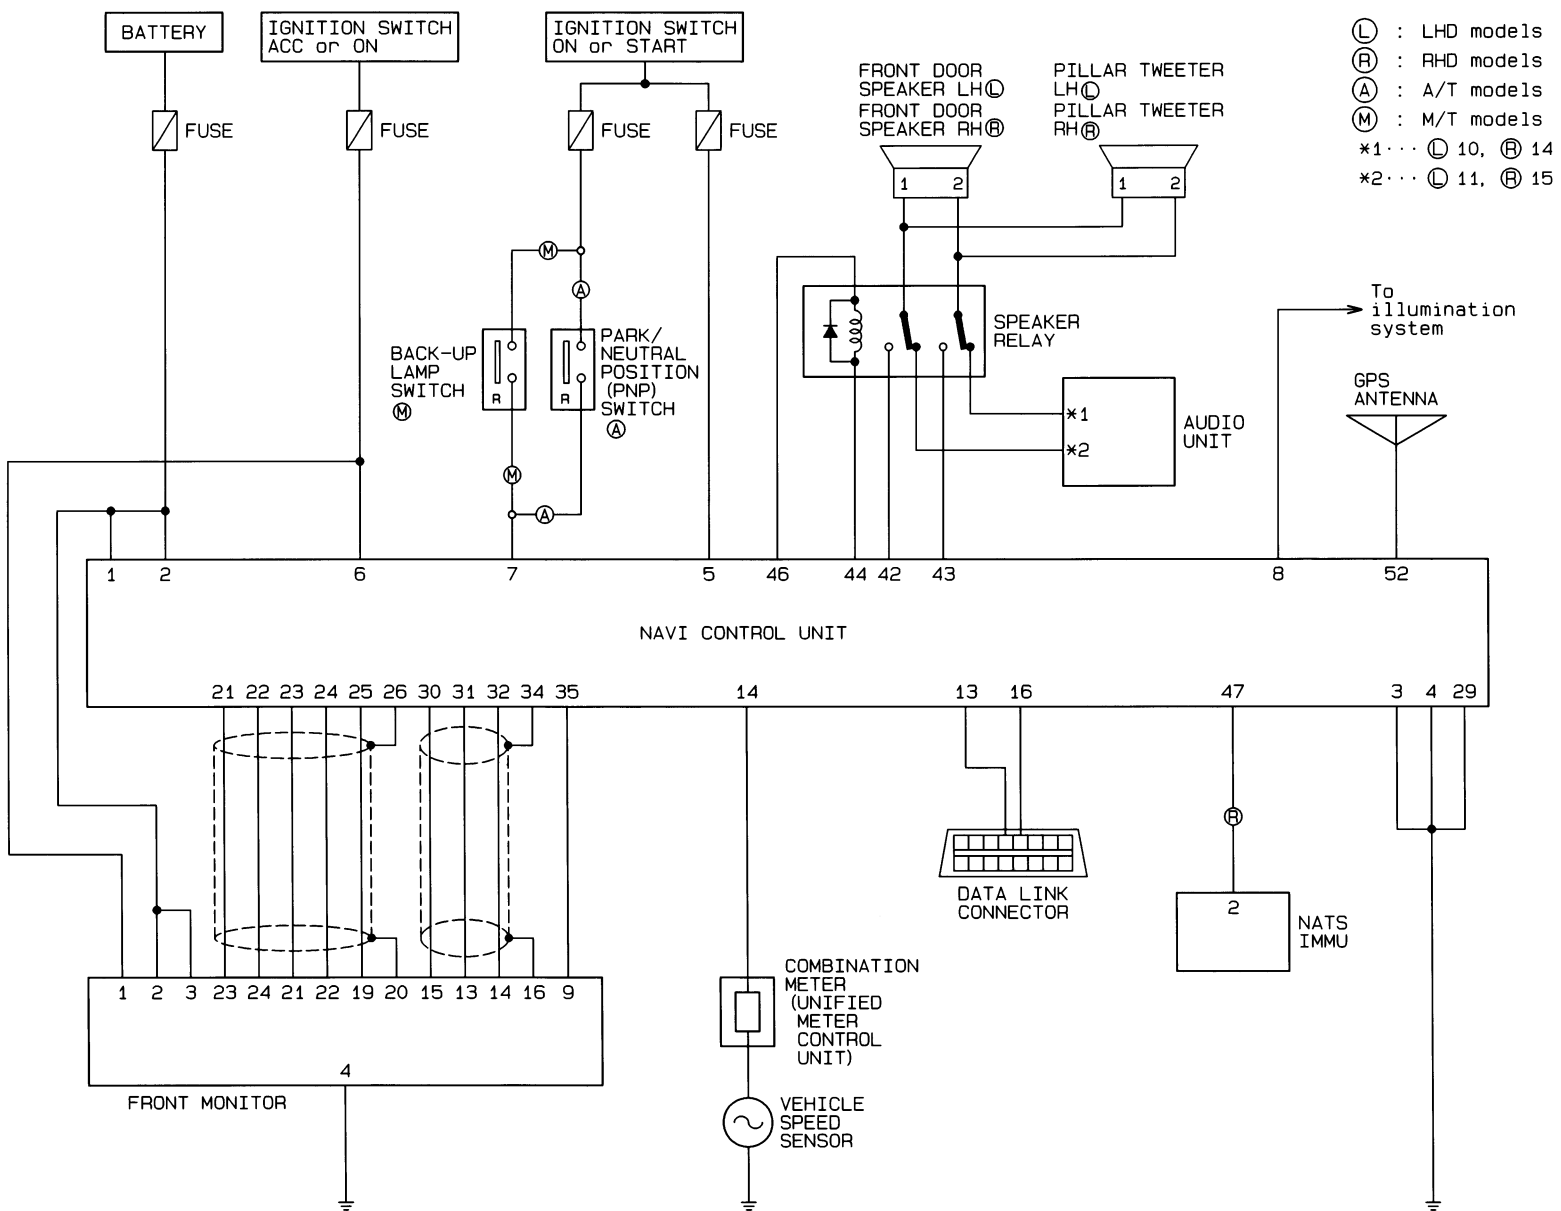 BATTERY
IGNITION SWITCH
ACC or ON
IGNITION SWITCH
ON or START
FUSE
FUSE
FUSE
FUSE
FRONT DOOR
SPEAKER LH Ⓛ
FRONT DOOR
SPEAKER RH Ⓡ
PILLAR TWEETER
LH Ⓛ
PILLAR TWEETER
RH Ⓡ
Ⓛ : LHD models
Ⓡ : RHD models
Ⓐ : A/T models
Ⓜ : M/T models
*1··· Ⓛ 10, Ⓡ 14
*2··· Ⓛ 11, Ⓡ 15
1 2
1 2
Ⓜ
Ⓐ
BACK-UP
LAMP
SWITCH
Ⓜ
R
R
PARK/
NEUTRAL
POSITION
(PNP)
SWITCH
Ⓐ
Ⓜ
Ⓐ
SPEAKER
RELAY
*1
*2
AUDIO
UNIT
To
illumination
system
GPS
ANTENNA
1 2 6 7 5 46 44 42 43 8 52
NAVI CONTROL UNIT
21 22 23 24 25 26 30 31 32 34 35 14 13 16 47 3 4 29
Ⓡ
DATA LINK
CONNECTOR
2
NATS
IMMU
COMBINATION
METER
(UNIFIED
METER
CONTROL
UNIT)
1 2 3 23 24 21 22 19 20 15 13 14 16 9
4
FRONT MONITOR
VEHICLE
SPEED
SENSOR